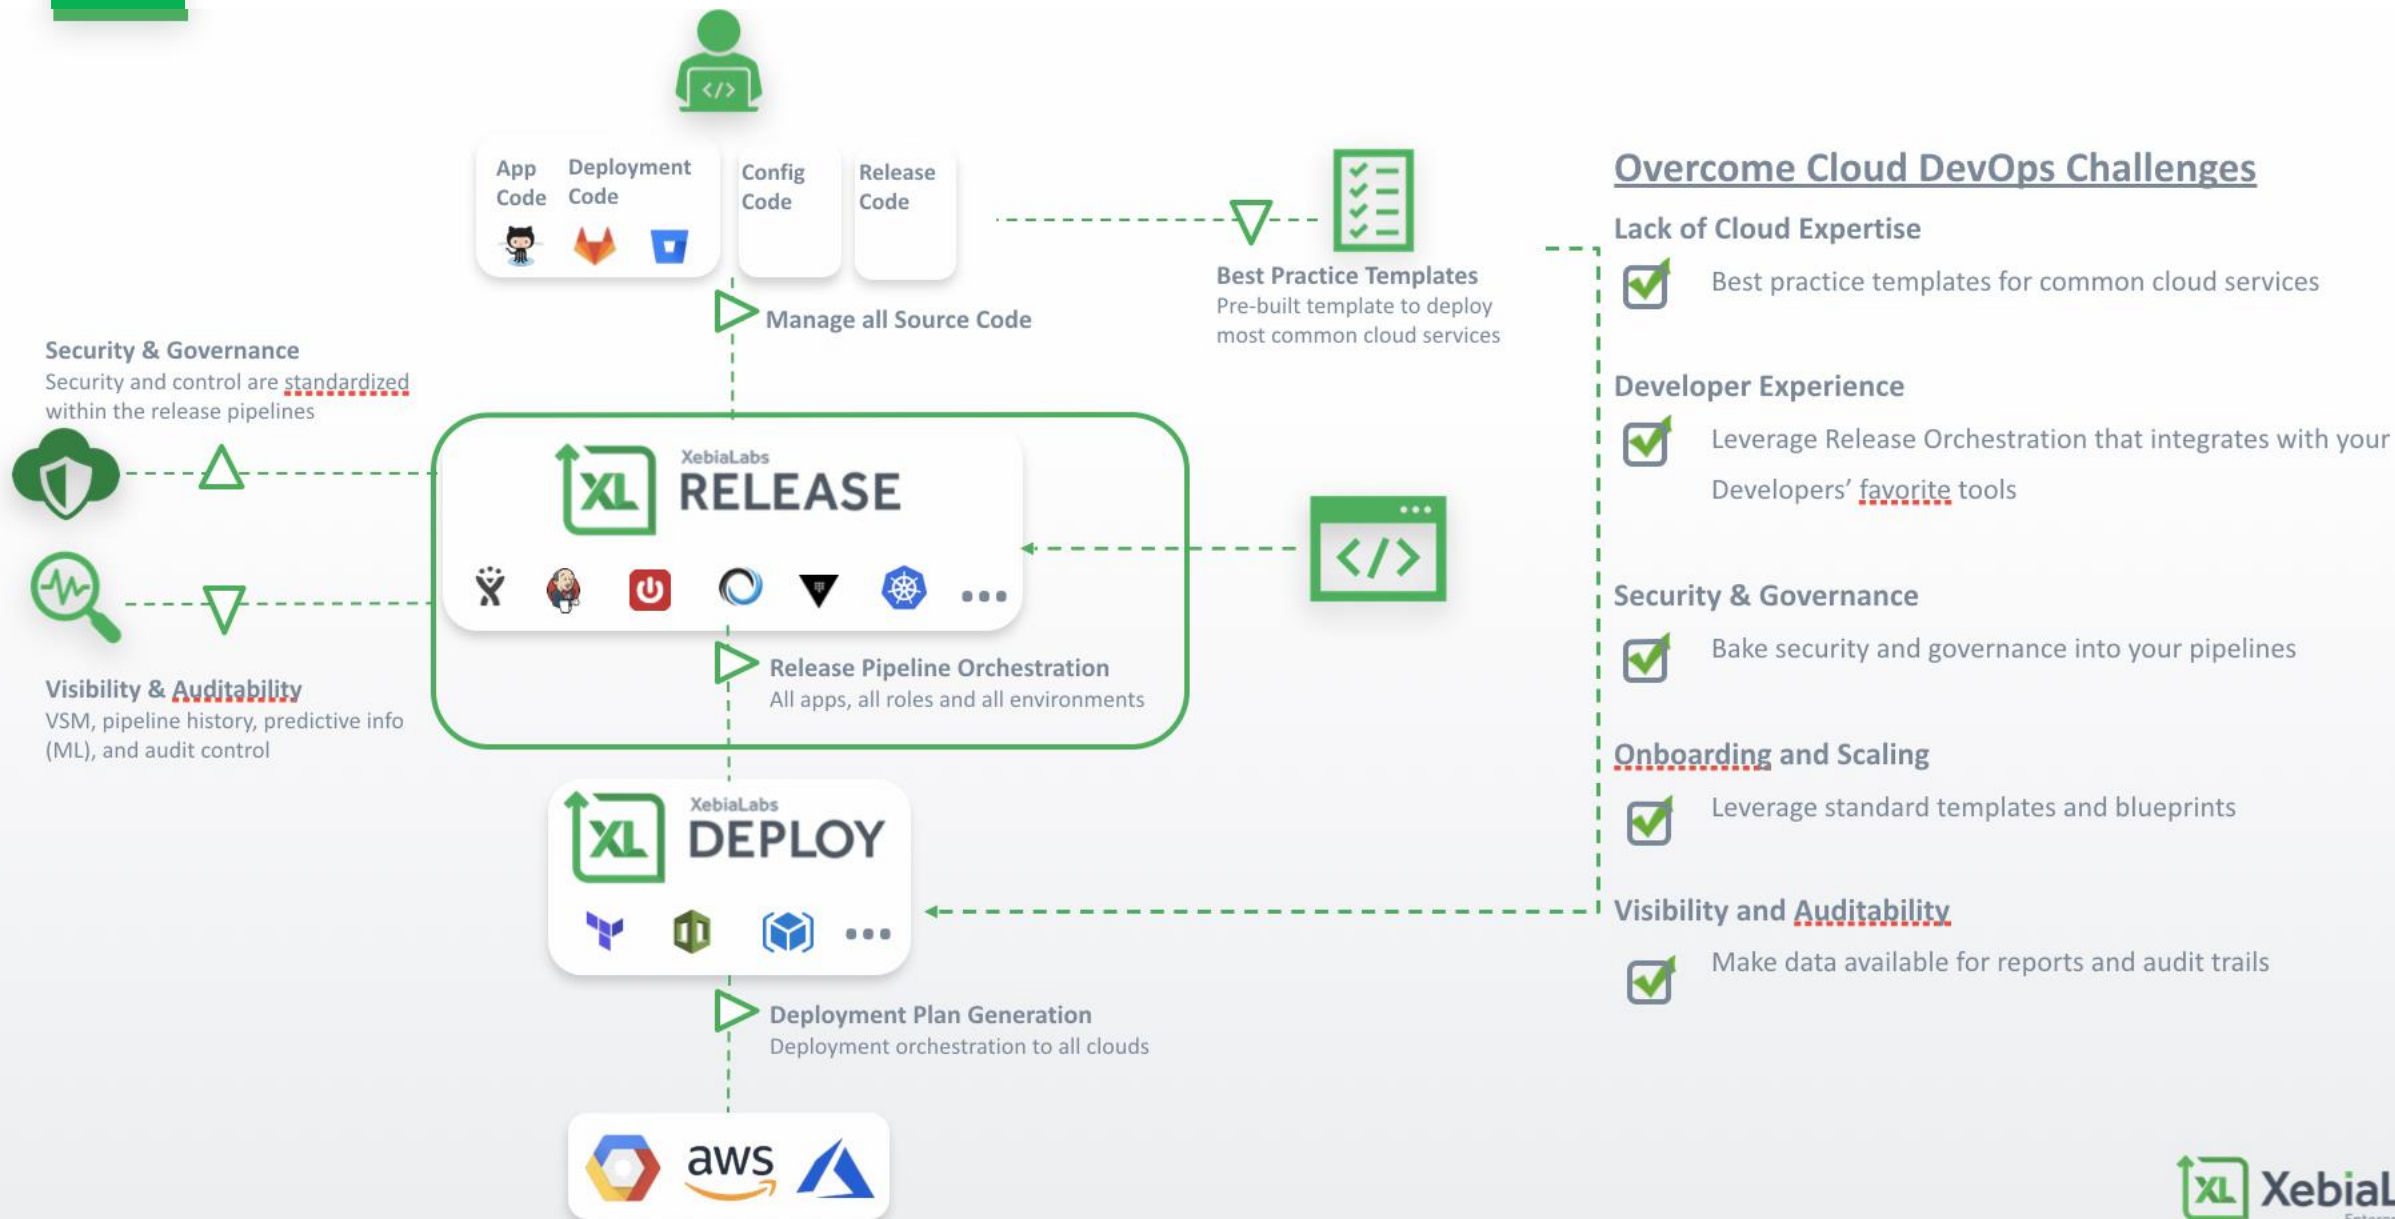 </>
App Code
Deployment Code
Config Code
Release Code
Manage all Source Code
Best Practice Templates
Pre-built template to deploy
most common cloud services
Security & Governance
Security and control are standardized
within the release pipelines
XL
XebiaLabs
RELEASE
</>
Release Pipeline Orchestration
All apps, all roles and all environments
Visibility & Auditability
VSM, pipeline history, predictive info
(ML), and audit control
XL
XebiaLabs
DEPLOY
Deployment Plan Generation
Deployment orchestration to all clouds
aws
Overcome Cloud DevOps Challenges
Lack of Cloud Expertise
Best practice templates for common cloud services
Developer Experience
Leverage Release Orchestration that integrates with your
Developers’ favorite tools
Security & Governance
Bake security and governance into your pipelines
Onboarding and Scaling
Leverage standard templates and blueprints
Visibility and Auditability
Make data available for reports and audit trails
XL XebiaL